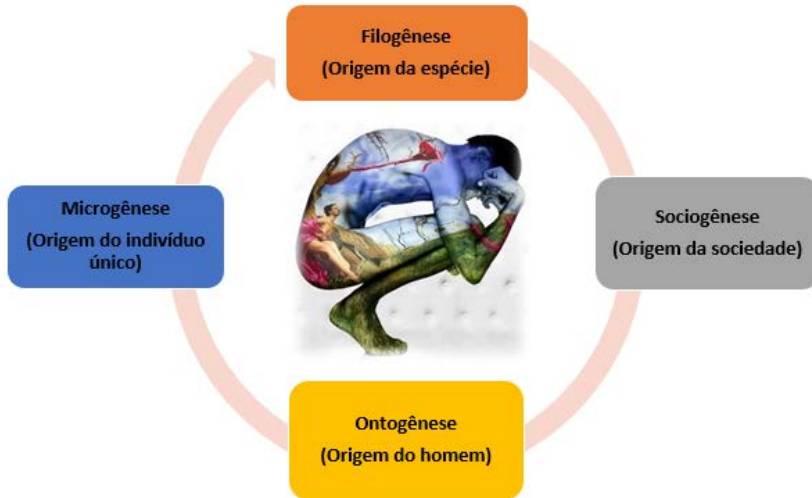 Filogênese
(Origem da espécie)
Sociogênese
(Origem da sociedade)
Ontogênese
(Origem do homem)
Microgênese
(Origem do indivíduo
único)